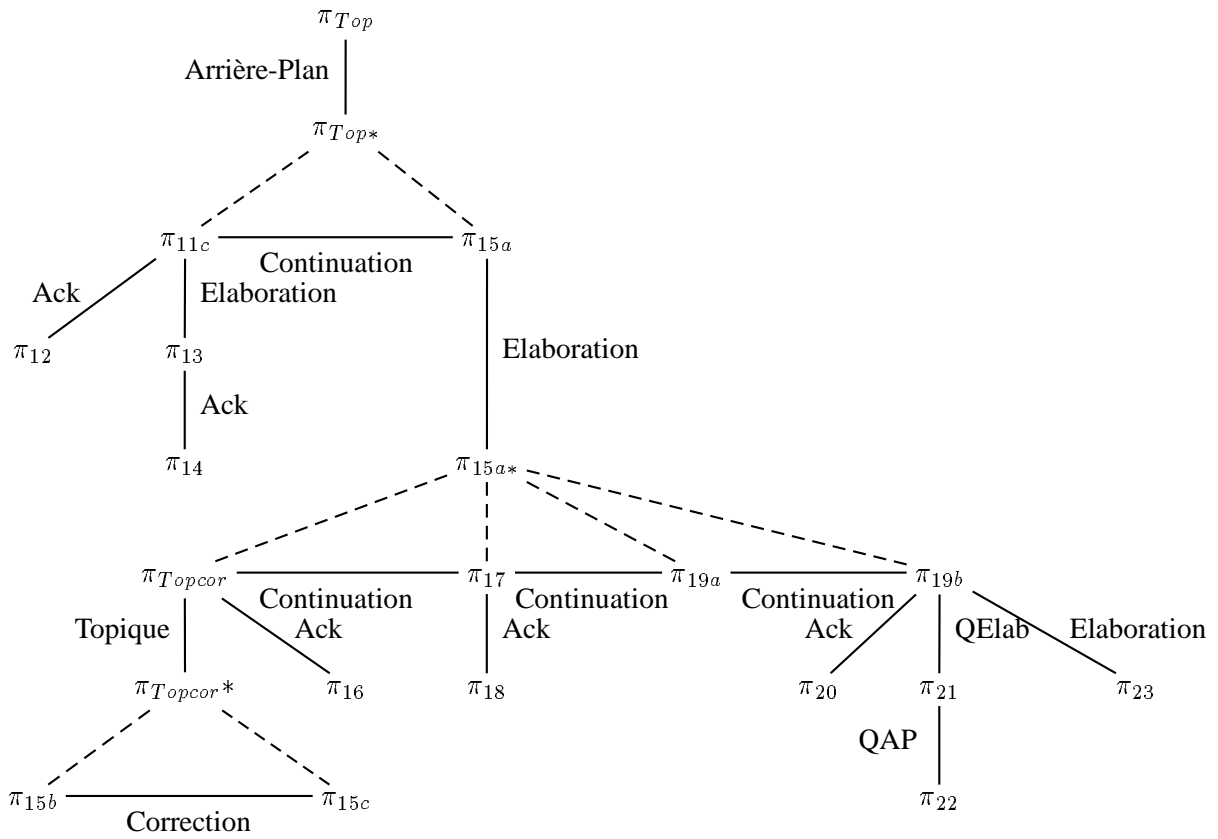 π_Top
Arrière-Plan
π_Top*
π_11c π_15a
Continuation
Ack Elaboration
π_12 π_13 Elaboration
Ack
π_14 π_15a*
π_Topcor π_17 π_19a π_19b
Continuation Continuation Continuation
Topique Ack Ack Ack QElab Elaboration
π_Topcor* π_16 π_18 π_20 π_21 π_23
QAP
π_15b π_15c π_22
Correction